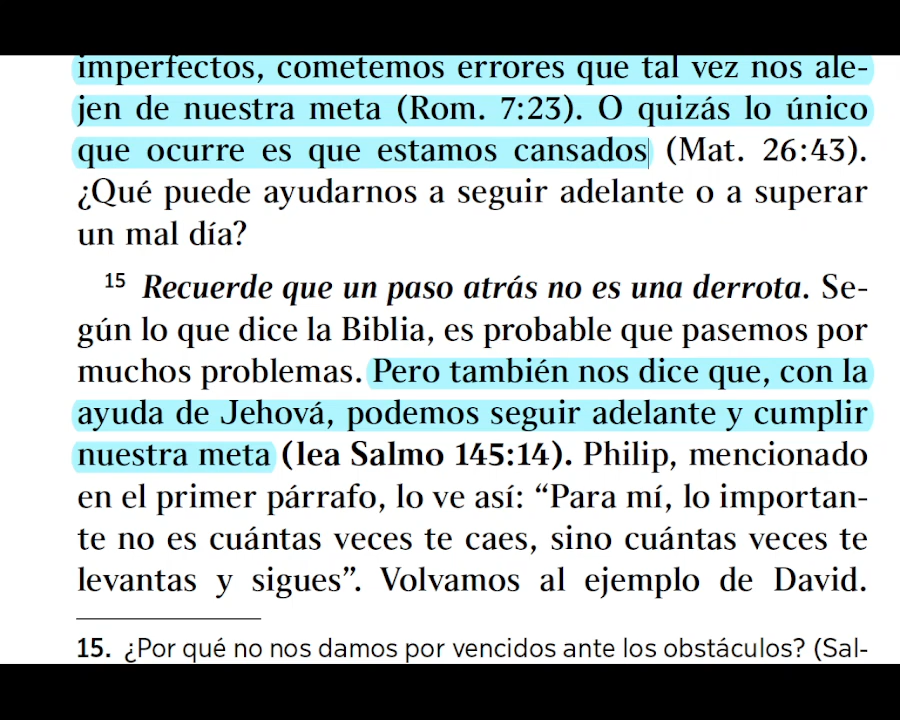 imperfectos, cometemos errores que tal vez nos ale-
jen de nuestra meta (Rom. 7:23). O quizás lo único
que ocurre es que estamos cansados (Mat. 26:43).
¿Qué puede ayudarnos a seguir adelante o a superar
un mal día?
15 Recuerde que un paso atrás no es una derrota. Se-
gún lo que dice la Biblia, es probable que pasemos por
muchos problemas. Pero también nos dice que, con la
ayuda de Jehová, podemos seguir adelante y cumplir
nuestra meta (lea Salmo 145:14). Philip, mencionado
en el primer párrafo, lo ve así: “Para mí, lo importan-
te no es cuántas veces te caes, sino cuántas veces te
levantas y sigues”. Volvamos al ejemplo de David.
15. ¿Por qué no nos damos por vencidos ante los obstáculos? (Sal-